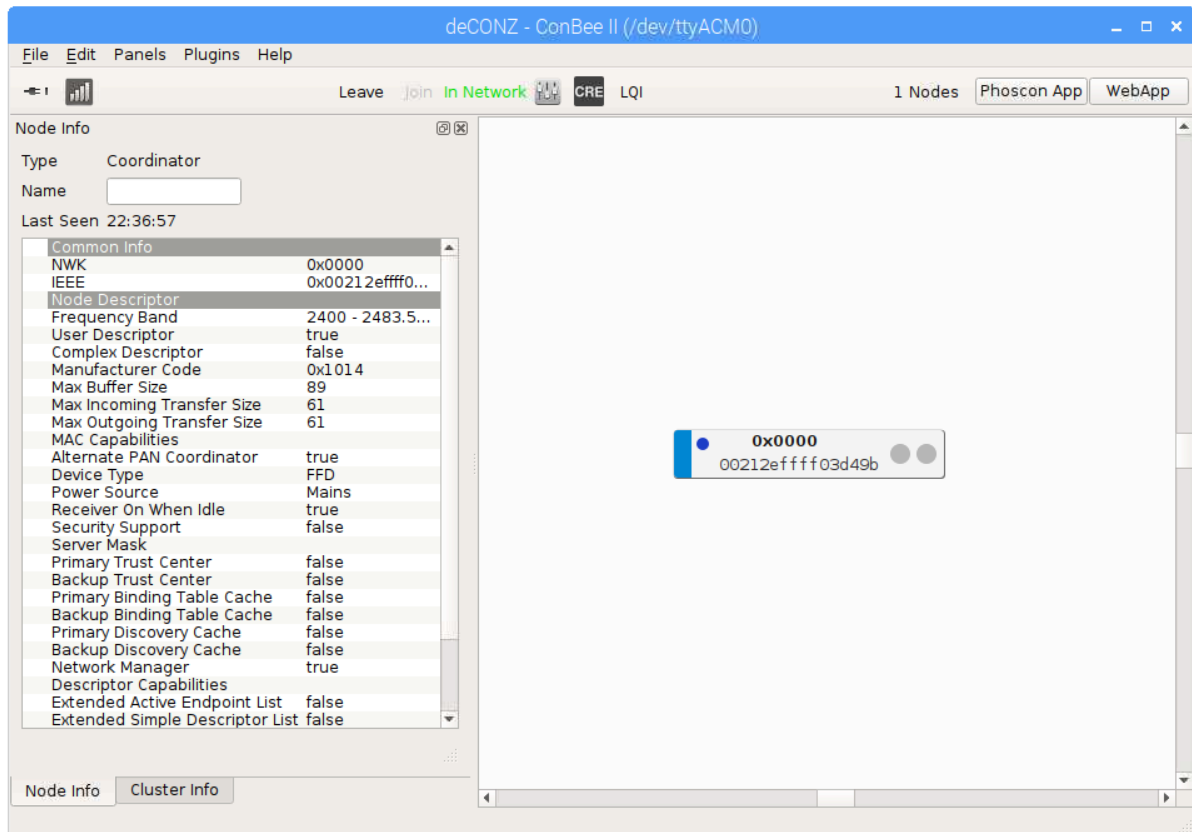 deCONZ - ConBee II (/dev/ttyACM0)
File Edit Panels Plugins Help
Leave Join In Network CRE LQI 1 Nodes Phoscon App WebApp
Node Info
Type Coordinator
Name
Last Seen 22:36:57
Common Info
NWK 0x0000
IEEE 0x00212effff0...
Node Descriptor
Frequency Band 2400 - 2483.5...
User Descriptor true
Complex Descriptor false
Manufacturer Code 0x1014
Max Buffer Size 89
Max Incoming Transfer Size 61
Max Outgoing Transfer Size 61
MAC Capabilities
Alternate PAN Coordinator true
Device Type FFD
Power Source Mains
Receiver On When Idle true
Security Support false
Server Mask
Primary Trust Center false
Backup Trust Center false
Primary Binding Table Cache false
Backup Binding Table Cache false
Primary Discovery Cache false
Backup Discovery Cache false
Network Manager true
Descriptor Capabilities
Extended Active Endpoint List false
Extended Simple Descriptor List false
Node Info Cluster Info
0x0000
00212effff03d49b